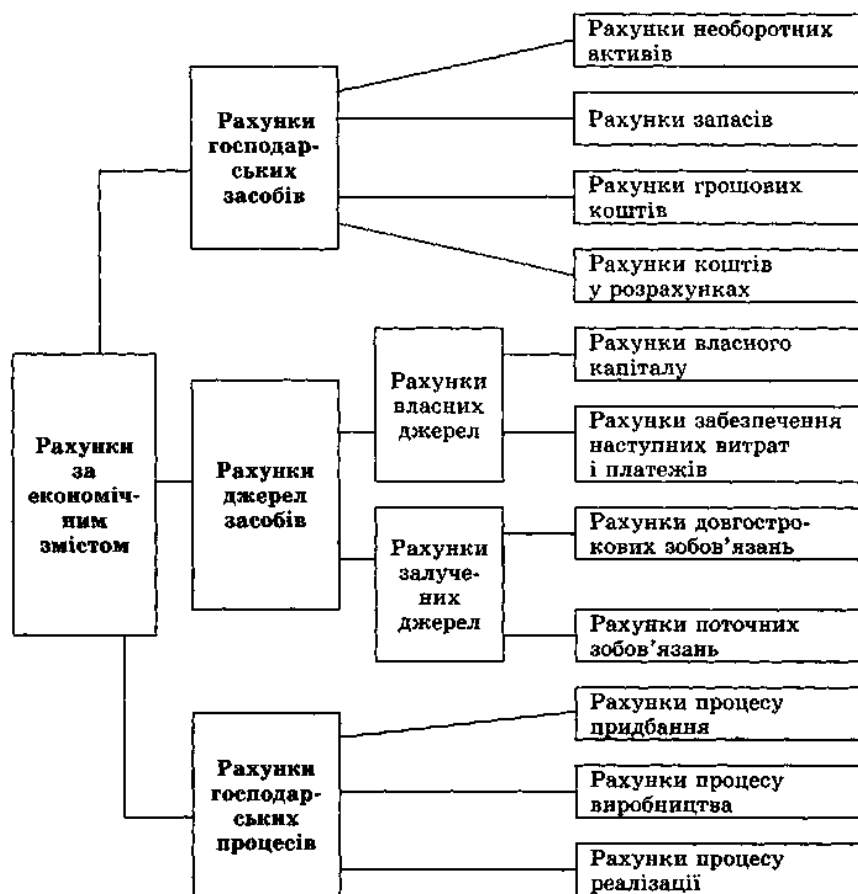 Рахунки
за
економіч-
ним
змістом
Рахунки
господар-
ських
засобів
Рахунки необоротних
активів
Рахунки запасів
Рахунки грошових
коштів
Рахунки коштів
у розрахунках
Рахунки
джерел
засобів
Рахунки
власних
джерел
Рахунки власного
капіталу
Рахунки забезпечення
наступних витрат
і платежів
Рахунки
залуче-
них
джерел
Рахунки довгостро-
кових зобов'язань
Рахунки поточних
зобов'язань
Рахунки
господар-
ських
процесів
Рахунки процесу
придбання
Рахунки процесу
виробництва
Рахунки процесу
реалізації